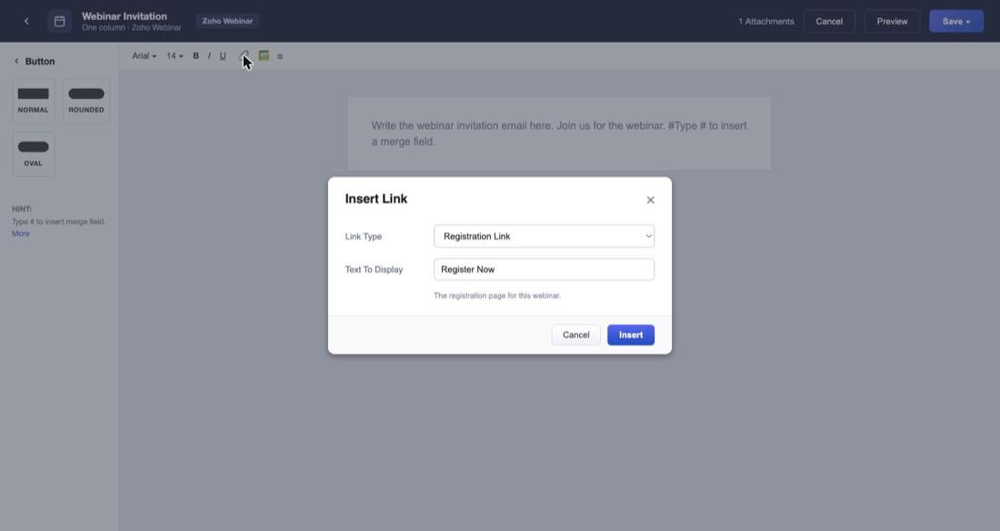 Webinar Invitation
One column · Zoho Webinar
Zoho Webinar
1 Attachments
Cancel
Preview
Save
Button
Arial
14
B
I
U
NORMAL
ROUNDED
OVAL
HINT:
Type # to insert merge field.
More
Write the webinar invitation email here. Join us for the webinar. #Type # to insert
a merge field.
Insert Link
Link Type
Registration Link
Text To Display
Register Now
The registration page for this webinar.
Cancel
Insert